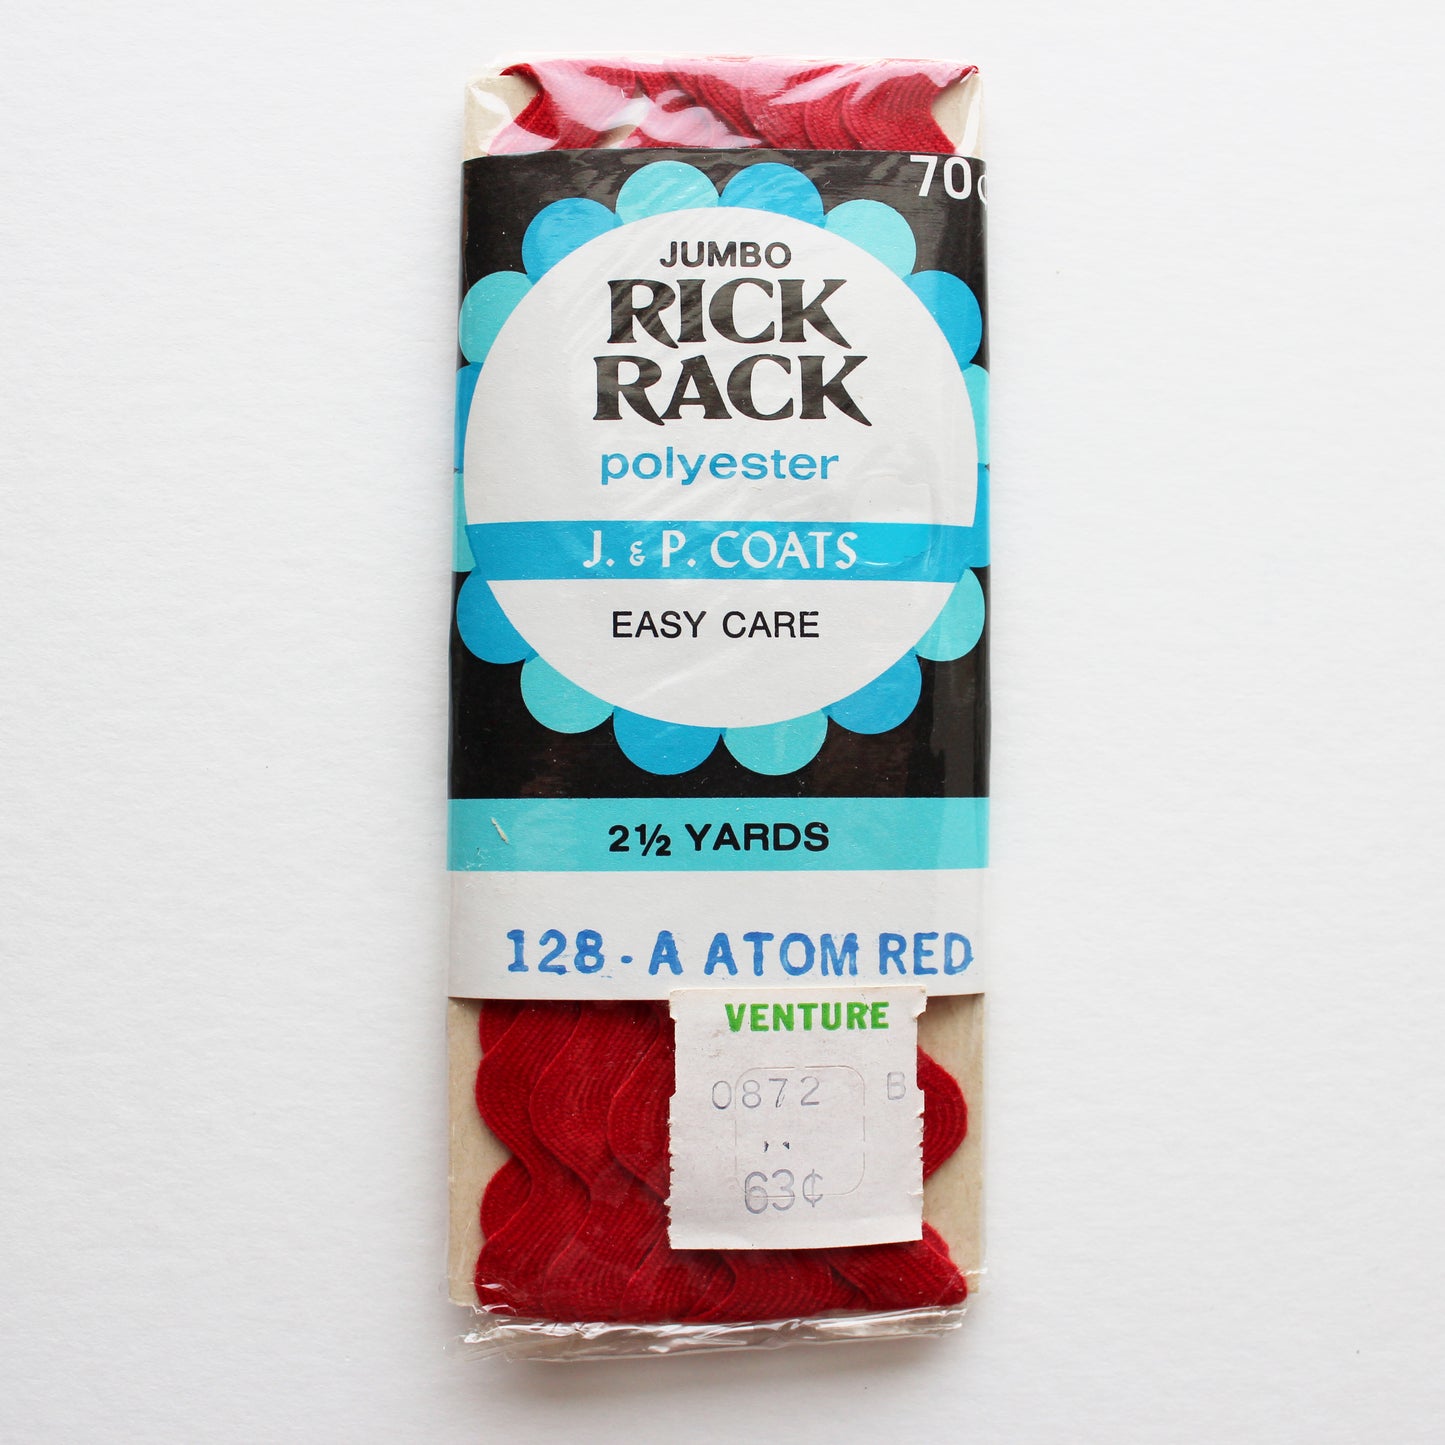 70¢
JUMBO
RICK
RACK
polyester
J. & P. COATS
EASY CARE
2½ YARDS
128-A ATOM RED
VENTURE
0872 B
63¢